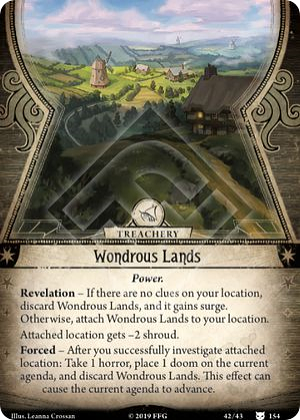 TREACHERY
Wondrous Lands
Power.
Revelation – If there are no clues on your location,
discard Wondrous Lands, and it gains surge.
Otherwise, attach Wondrous Lands to your location.
Attached location gets –2 shroud.
Forced – After you successfully investigate attached
location: Take 1 horror, place 1 doom on the current
agenda, and discard Wondrous Lands. This effect can
cause the current agenda to advance.
Illus. Leanna Crossan © 2019 FFG 42/43 154